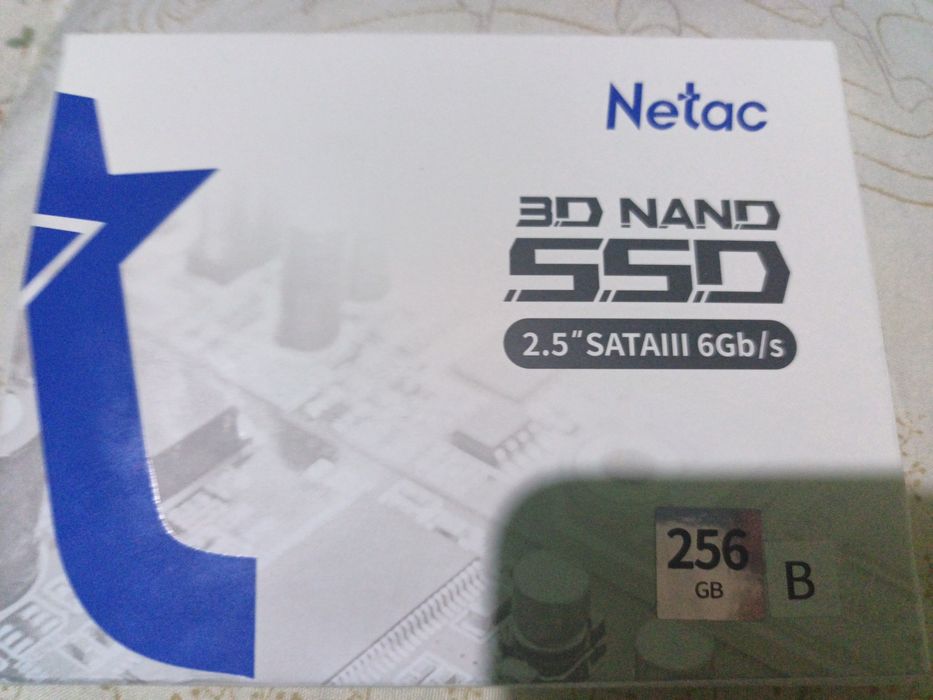 Netac
3D NAND
SSD
2.5" SATAIII 6Gb/s
256
GB
B